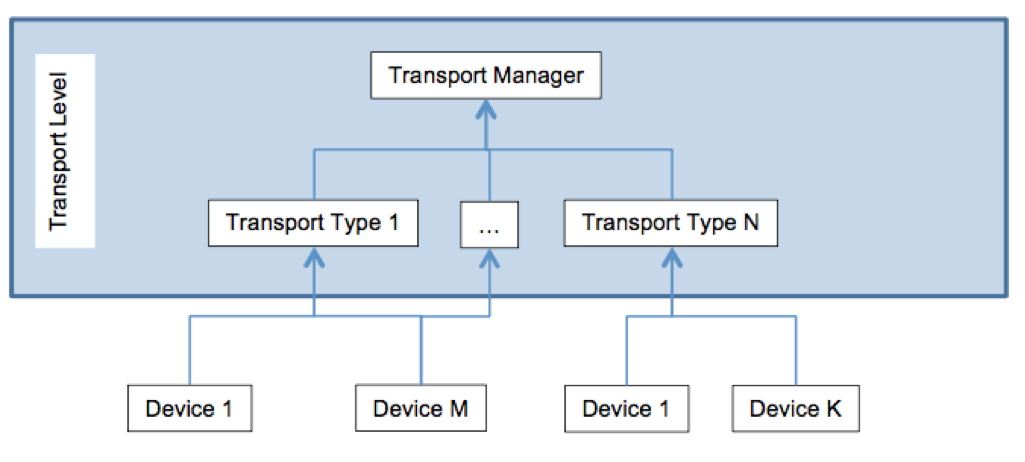 Transport Level
Transport Manager
Transport Type 1
...
Transport Type N
Device 1
Device M
Device 1
Device K